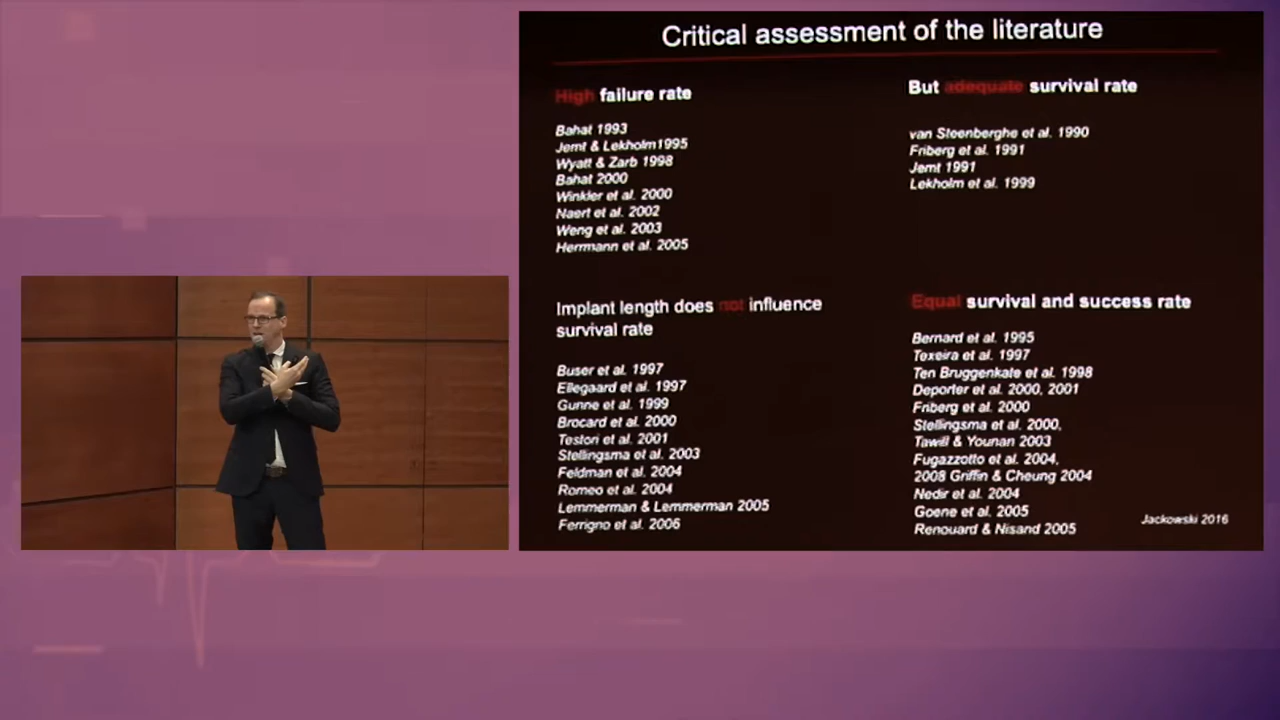 Critical assessment of the literature
High failure rate
Bahat 1993
Jemt & Lekholm1995
Wyatt & Zarb 1998
Bahat 2000
Winkler et al. 2000
Naert et al. 2002
Weng et al. 2003
Herrmann et al. 2005
But adequate survival rate
van Steenberghe et al. 1990
Friberg et al. 1991
Jemt 1991
Lekholm et al. 1999
Implant length does not influence
survival rate
Buser et al. 1997
Ellegaard et al. 1997
Gunne et al. 1999
Brocard et al. 2000
Testori et al. 2001
Stellingsma et al. 2003
Feldman et al. 2004
Romeo et al. 2004
Lemmerman & Lemmerman 2005
Ferrigno et al. 2006
Equal survival and success rate
Bernard et al. 1995
Texeira et al. 1997
Ten Bruggenkate et al. 1998
Deporter et al. 2000, 2001
Friberg et al. 2000
Stellingsma et al. 2000,
Tawill & Younan 2003
Fugazzotto et al. 2004,
2008 Griffin & Cheung 2004
Nedir et al. 2004
Goene et al. 2005
Renouard & Nisand 2005
Jackowski 2016